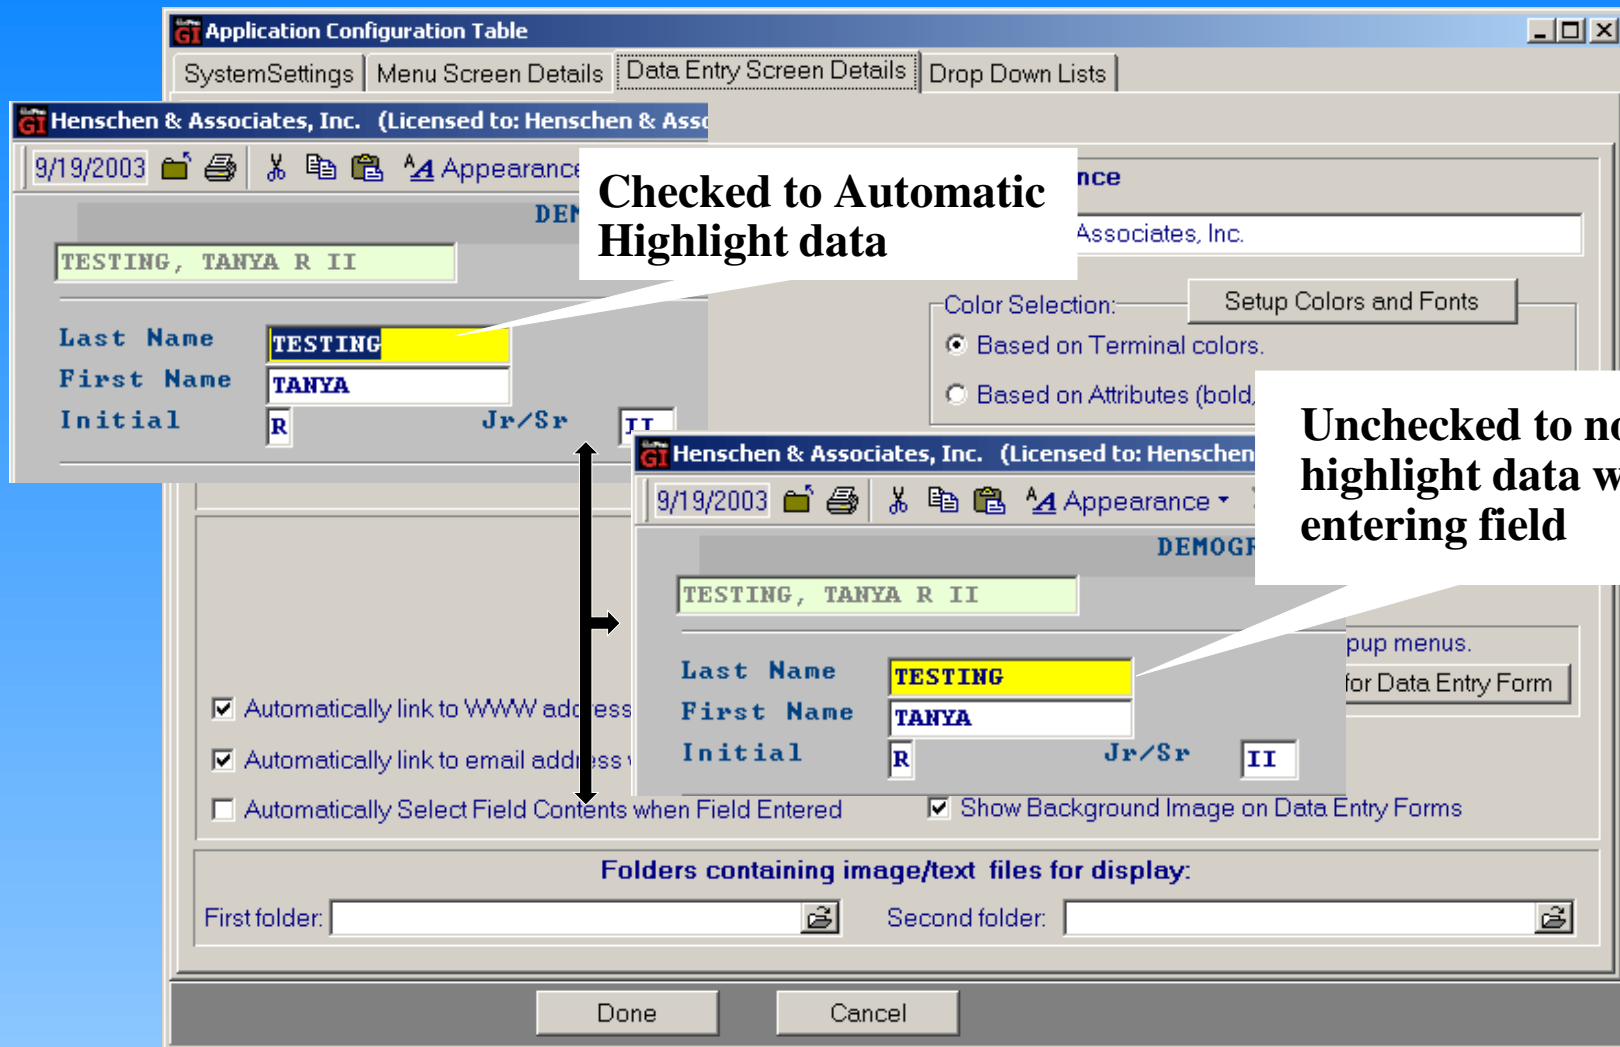 Application Configuration Table
SystemSettings
Menu Screen Details
Data Entry Screen Details
Drop Down Lists
Henschen & Associates, Inc. (Licensed to: Henschen &
9/19/2003
Appearance
Checked to Automatic
Highlight data
TESTING, TANYA R II
Last Name TESTING
First Name TANYA
Initial R Jr/Sr II
Associates, Inc.
Color Selection:
Setup Colors and Fonts
Based on Terminal colors.
Based on Attributes (bold,
Unchecked to
highlight data
entering field
Henschen & Associates, Inc. (Licensed to: Henschen
9/19/2003
Appearance
TESTING, TANYA R II
Last Name TESTING
First Name TANYA
Initial R Jr/Sr II
menus.
for Data Entry Form
Automatically link to WWW address
Automatically link to email address
Automatically Select Field Contents when Field Entered
Show Background Image on Data Entry Forms
Folders containing image/text files for display:
First folder:
Second folder:
Done
Cancel